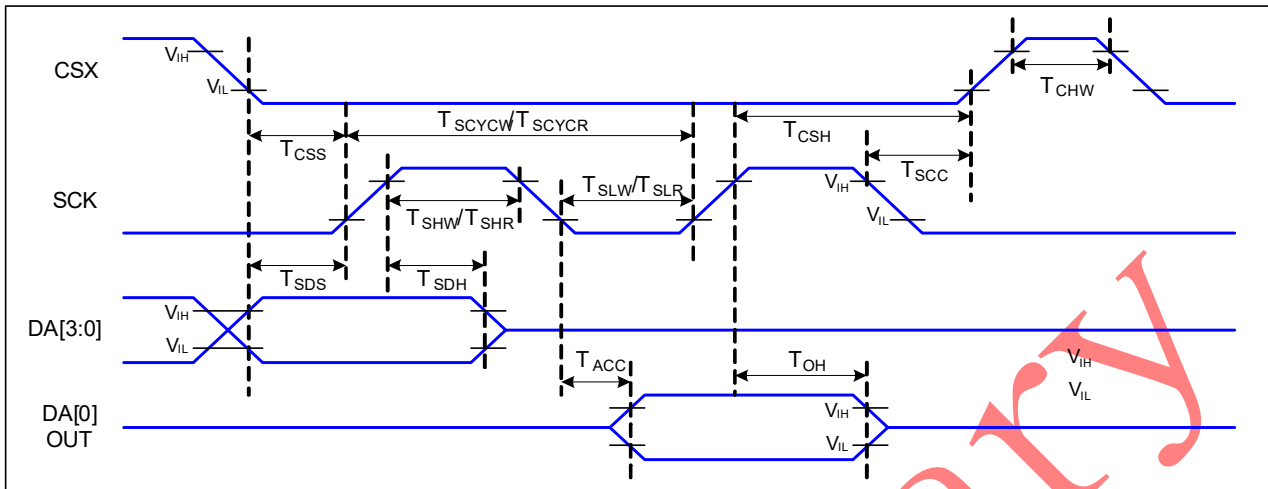 CSX
VIH
VIL
TCHW
TSCYCW/TSCYCR
TCSS
TCSH
TSCC
SCK
TSLW/TSLR
VIH
TSHW/TSHR
VIL
TSDS
TSDH
DA[3:0]
VIH
VIL
VIH
TACC
TOH
VIL
DA[0]
OUT
VIH
VIL
ry